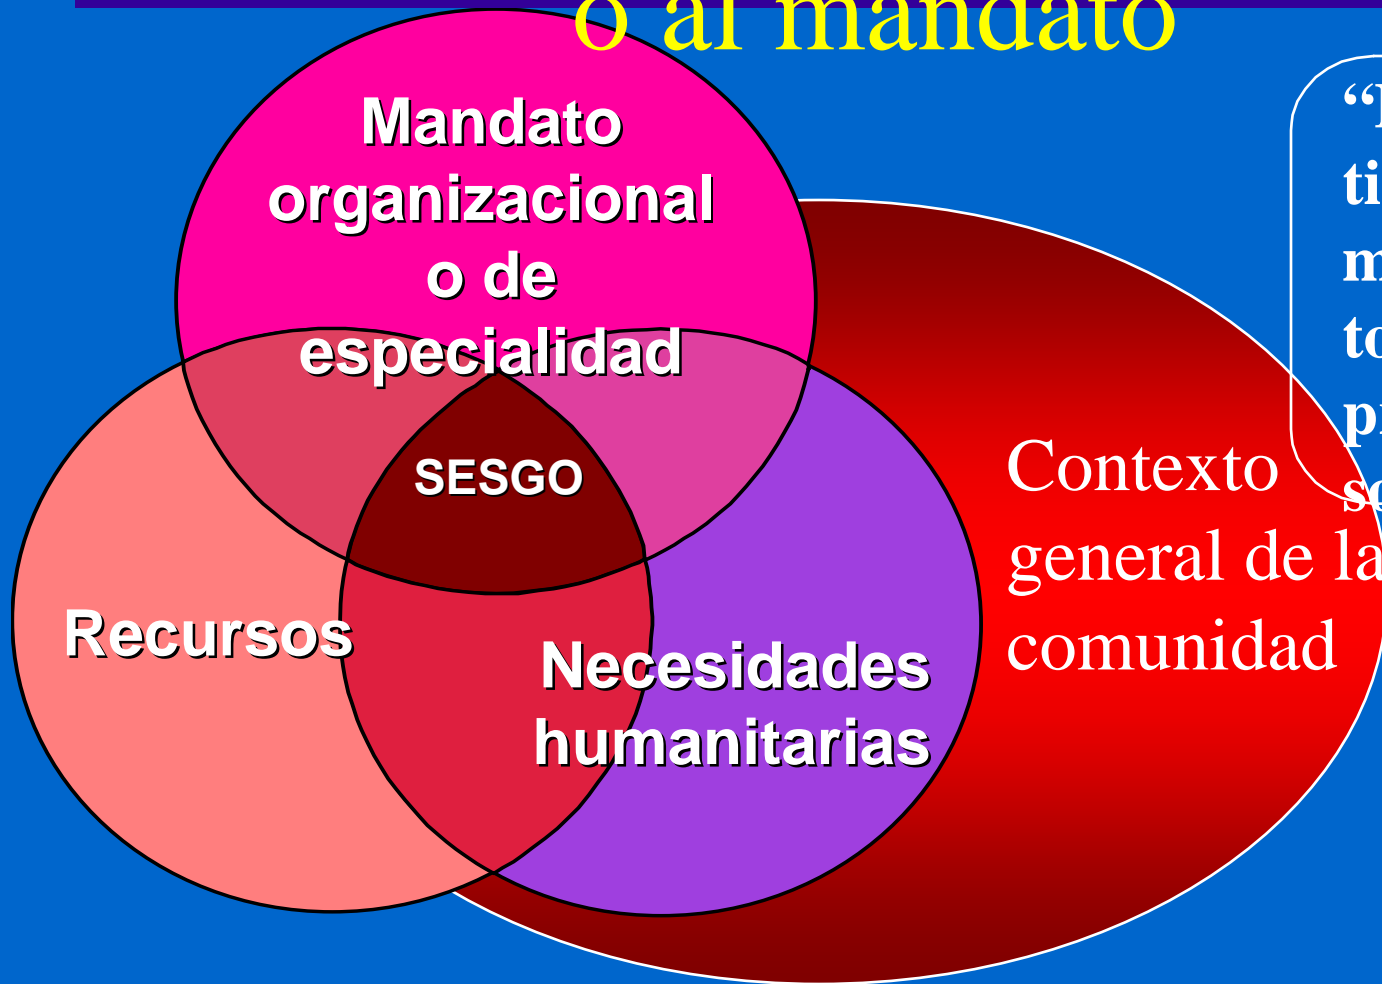 o al mandato
Mandato
organizacional
o de
especialidad
SESGO
Recursos
Necesidades
humanitarias
Contexto
general de la
comunidad